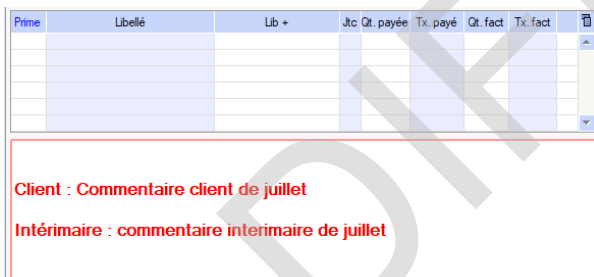 Prime Libellé Lib + Jtc Qt. payée Tx. payé Qt. fact Tx. fact
Client : Commentaire client de juillet
Intérimaire : commentaire interimaire de juillet